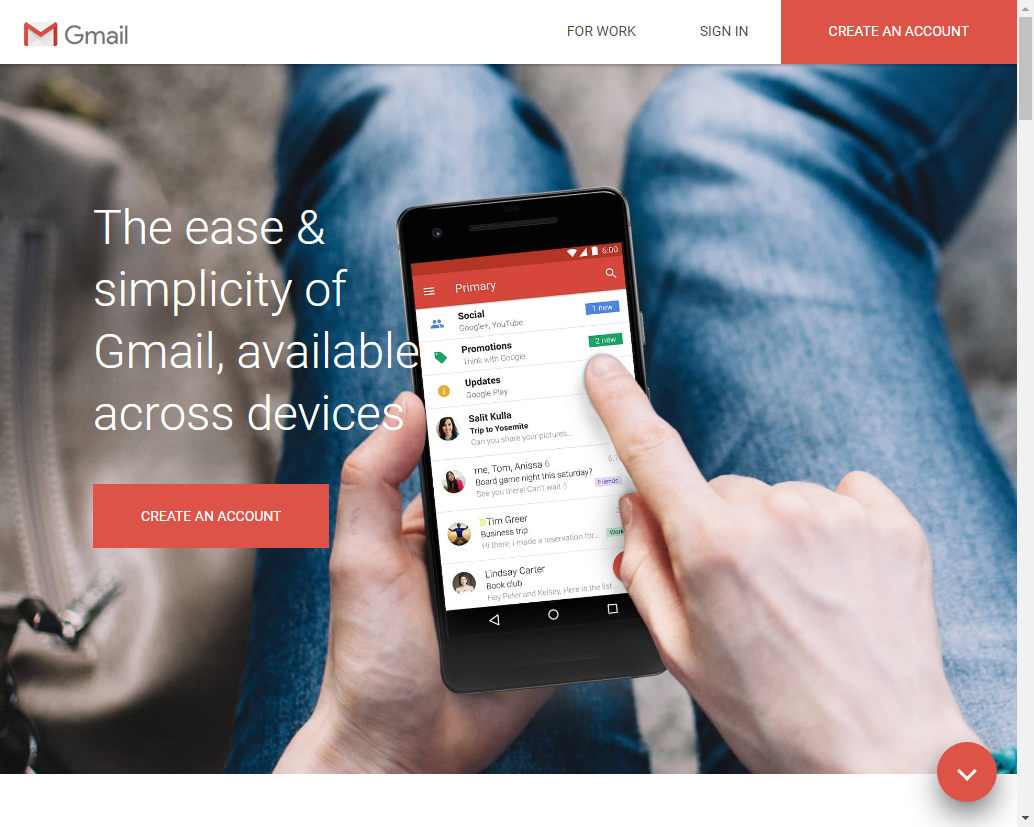 Gmail
FOR WORK
SIGN IN
CREATE AN ACCOUNT
The ease &
simplicity of
Gmail, available
across devices
CREATE AN ACCOUNT
6:00
Primary
Social
1 new
Google+, YouTube
Promotions
2 new
Think with Google
Updates
Google Play
Salit Kulla
Trip to Yosemite
Can you share your pictures...
me, Tom, Anissa 6
Board game night this saturday?
See you there! Can't wait :)
Friends
Tim Greer
Business trip
Hi there, i made a reservation for...
Work
Lindsay Carter
Book club
Hey Peter and Kelsey, Here is the list...